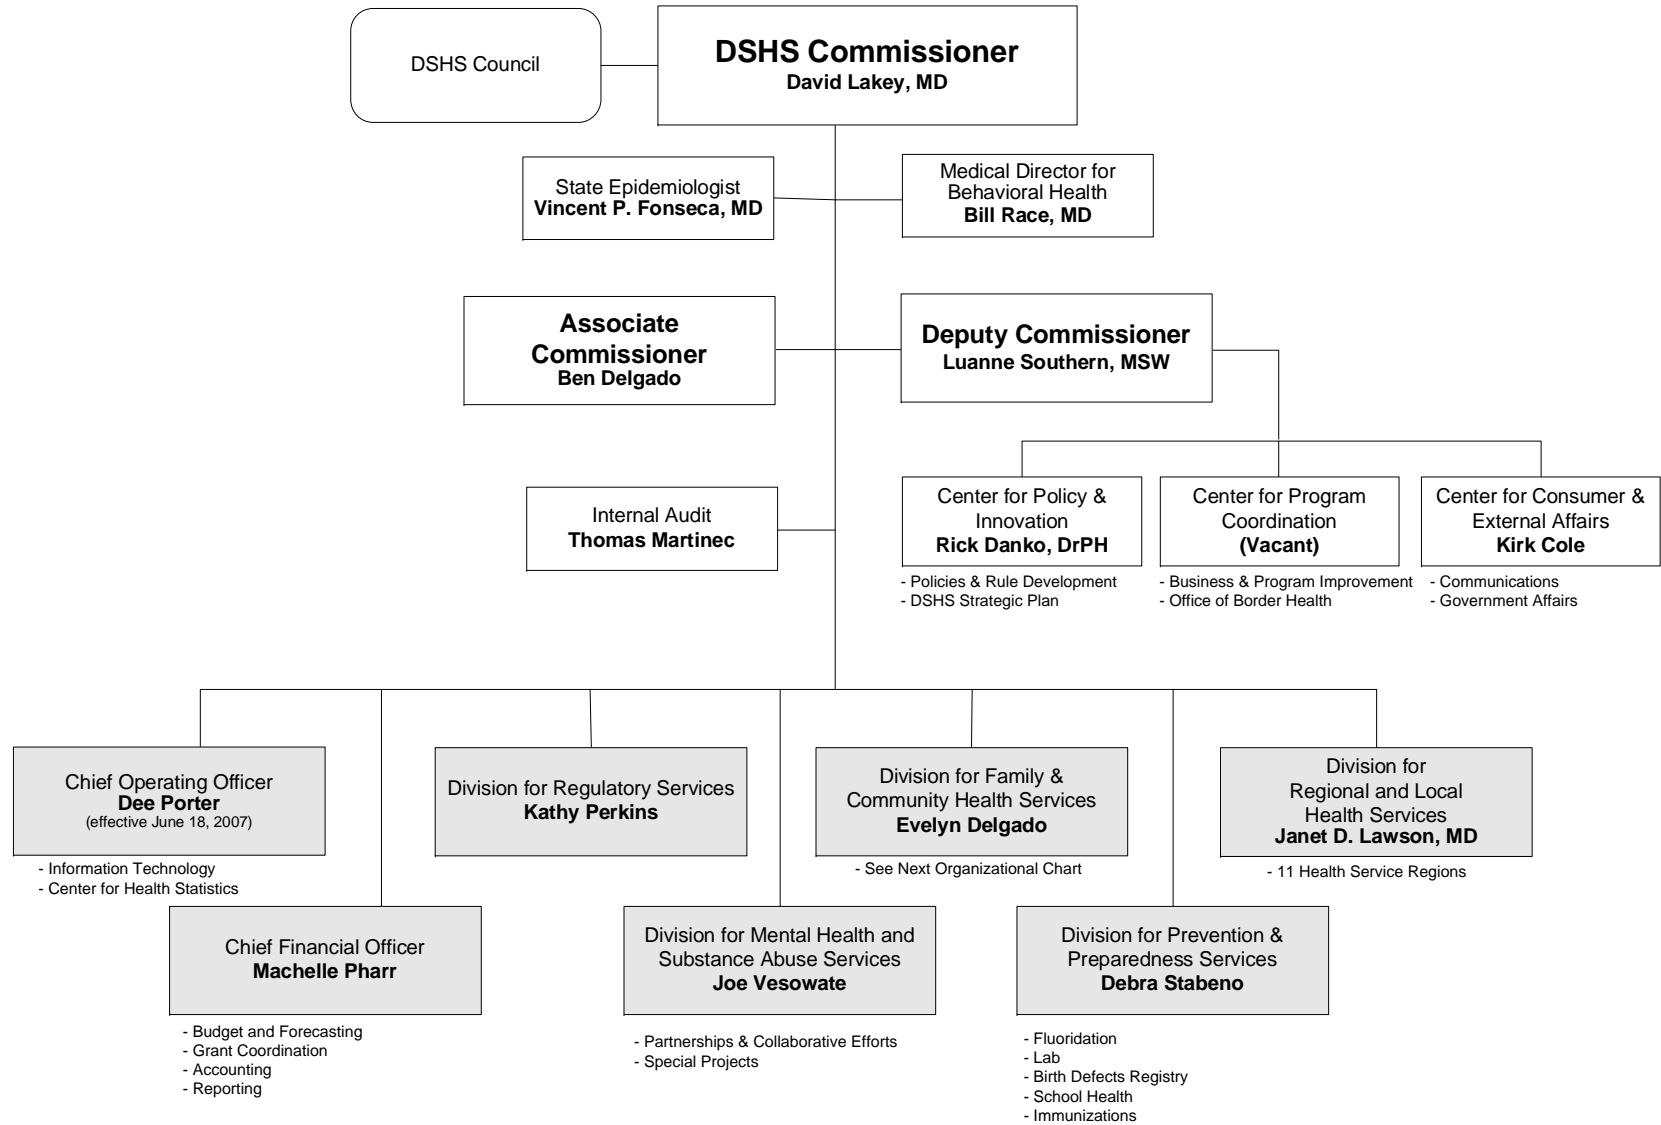 DSHS Council
DSHS Commissioner
David Lakey, MD
State Epidemiologist
Vincent P. Fonseca, MD
Medical Director for
Behavioral Health
Bill Race, MD
Associate
Commissioner
Ben Delgado
Deputy Commissioner
Luanne Southern, MSW
Internal Audit
Thomas Martinec
Center for Policy &
Innovation
Rick Danko, DrPH
- Policies & Rule Development
- DSHS Strategic Plan
Center for Program
Coordination
(Vacant)
- Business & Program Improvement
- Office of Border Health
Center for Consumer &
External Affairs
Kirk Cole
- Communications
- Government Affairs
Chief Operating Officer
Dee Porter
(effective June 18, 2007)
- Information Technology
- Center for Health Statistics
Division for Regulatory Services
Kathy Perkins
Division for Family &
Community Health Services
Evelyn Delgado
- See Next Organizational Chart
Division for
Regional and Local
Health Services
Janet D. Lawson, MD
- 11 Health Service Regions
Chief Financial Officer
Machelle Pharr
- Budget and Forecasting
- Grant Coordination
- Accounting
- Reporting
Division for Mental Health and
Substance Abuse Services
Joe Vesowate
- Partnerships & Collaborative Efforts
- Special Projects
Division for Prevention &
Preparedness Services
Debra Stabeno
- Fluoridation
- Lab
- Birth Defects Registry
- School Health
- Immunizations